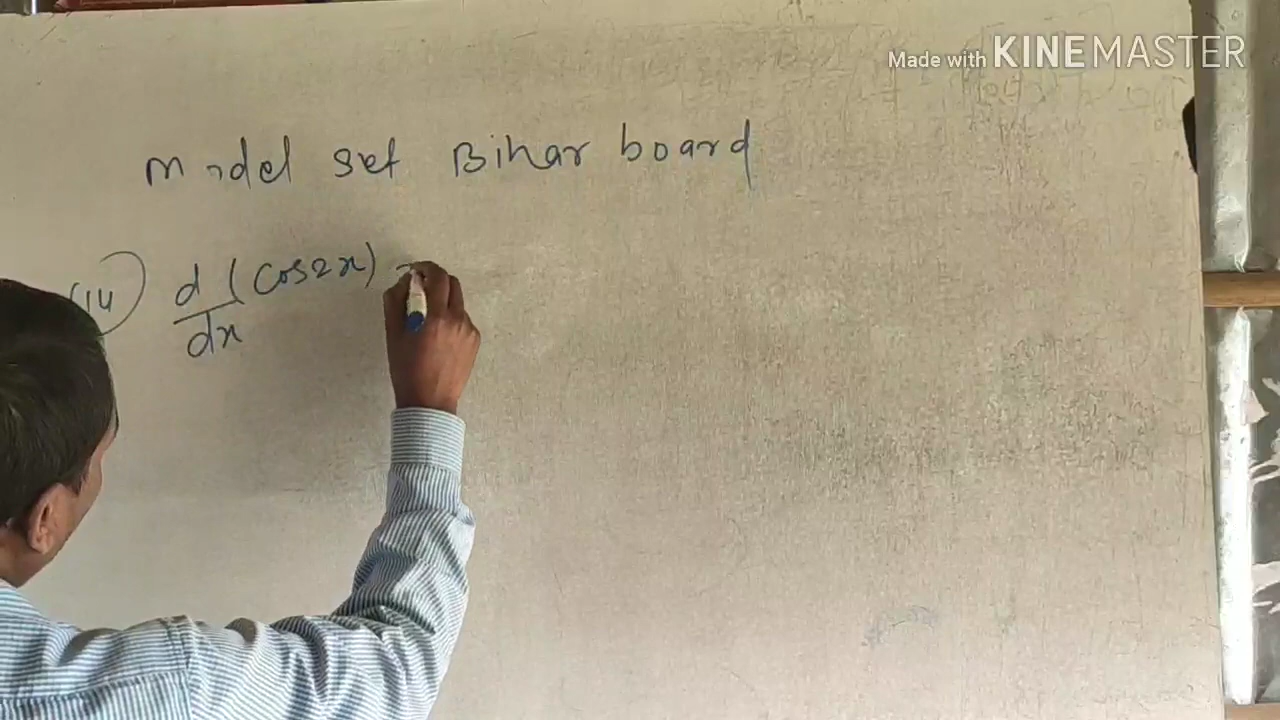 Made with KINEMASTER
Model set Bihar board
(14) d/dx (cos2x) =